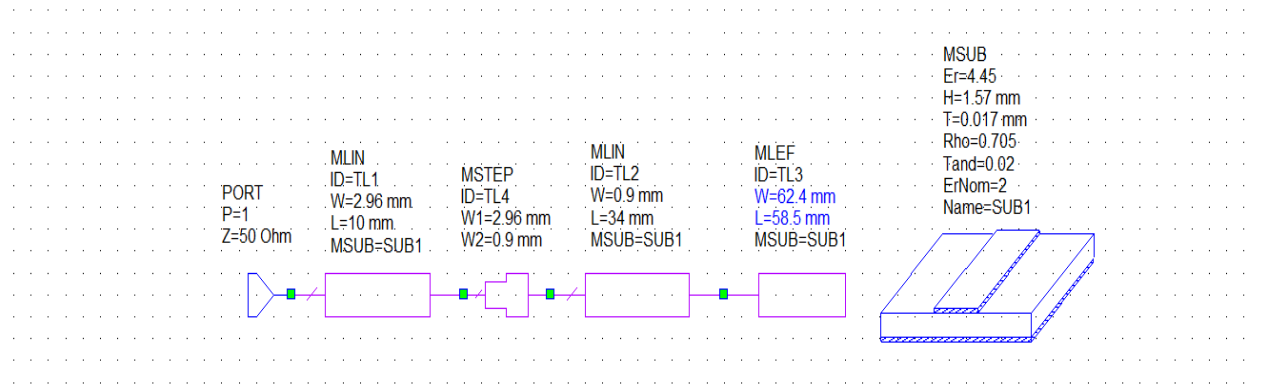 PORT
P=1
Z=50 Ohm
MLIN
ID=TL1
W=2.96 mm
L=10 mm
MSUB=SUB1
MSTEP
ID=TL4
W1=2.96 mm
W2=0.9 mm
MLIN
ID=TL2
W=0.9 mm
L=34 mm
MSUB=SUB1
MLEF
ID=TL3
W=62.4 mm
L=58.5 mm
MSUB=SUB1
MSUB
Er=4.45
H=1.57 mm
T=0.017 mm
Rho=0.705
Tand=0.02
ErNom=2
Name=SUB1